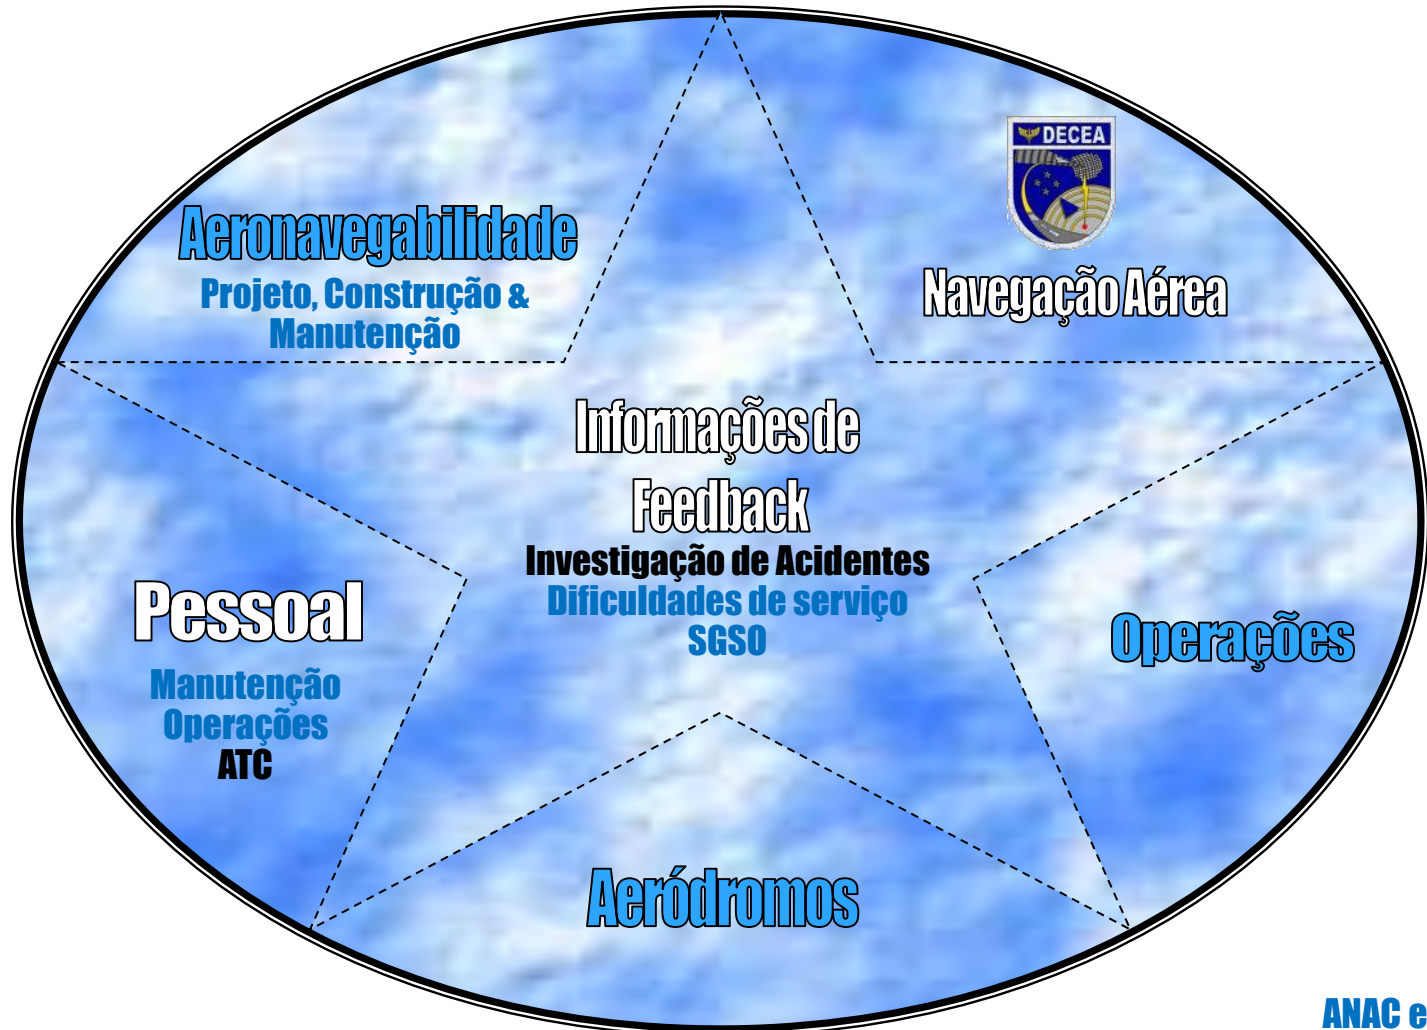 DECEA
Aeronavegabilidade
Projeto, Construção &
Manutenção
Navegação Aérea
Informações de
Feedback
Investigação de Acidentes
Dificuldades de serviço
SGSO
Pessoal
Manutenção
Operações
ATC
Operações
Aeródromos
ANAC e